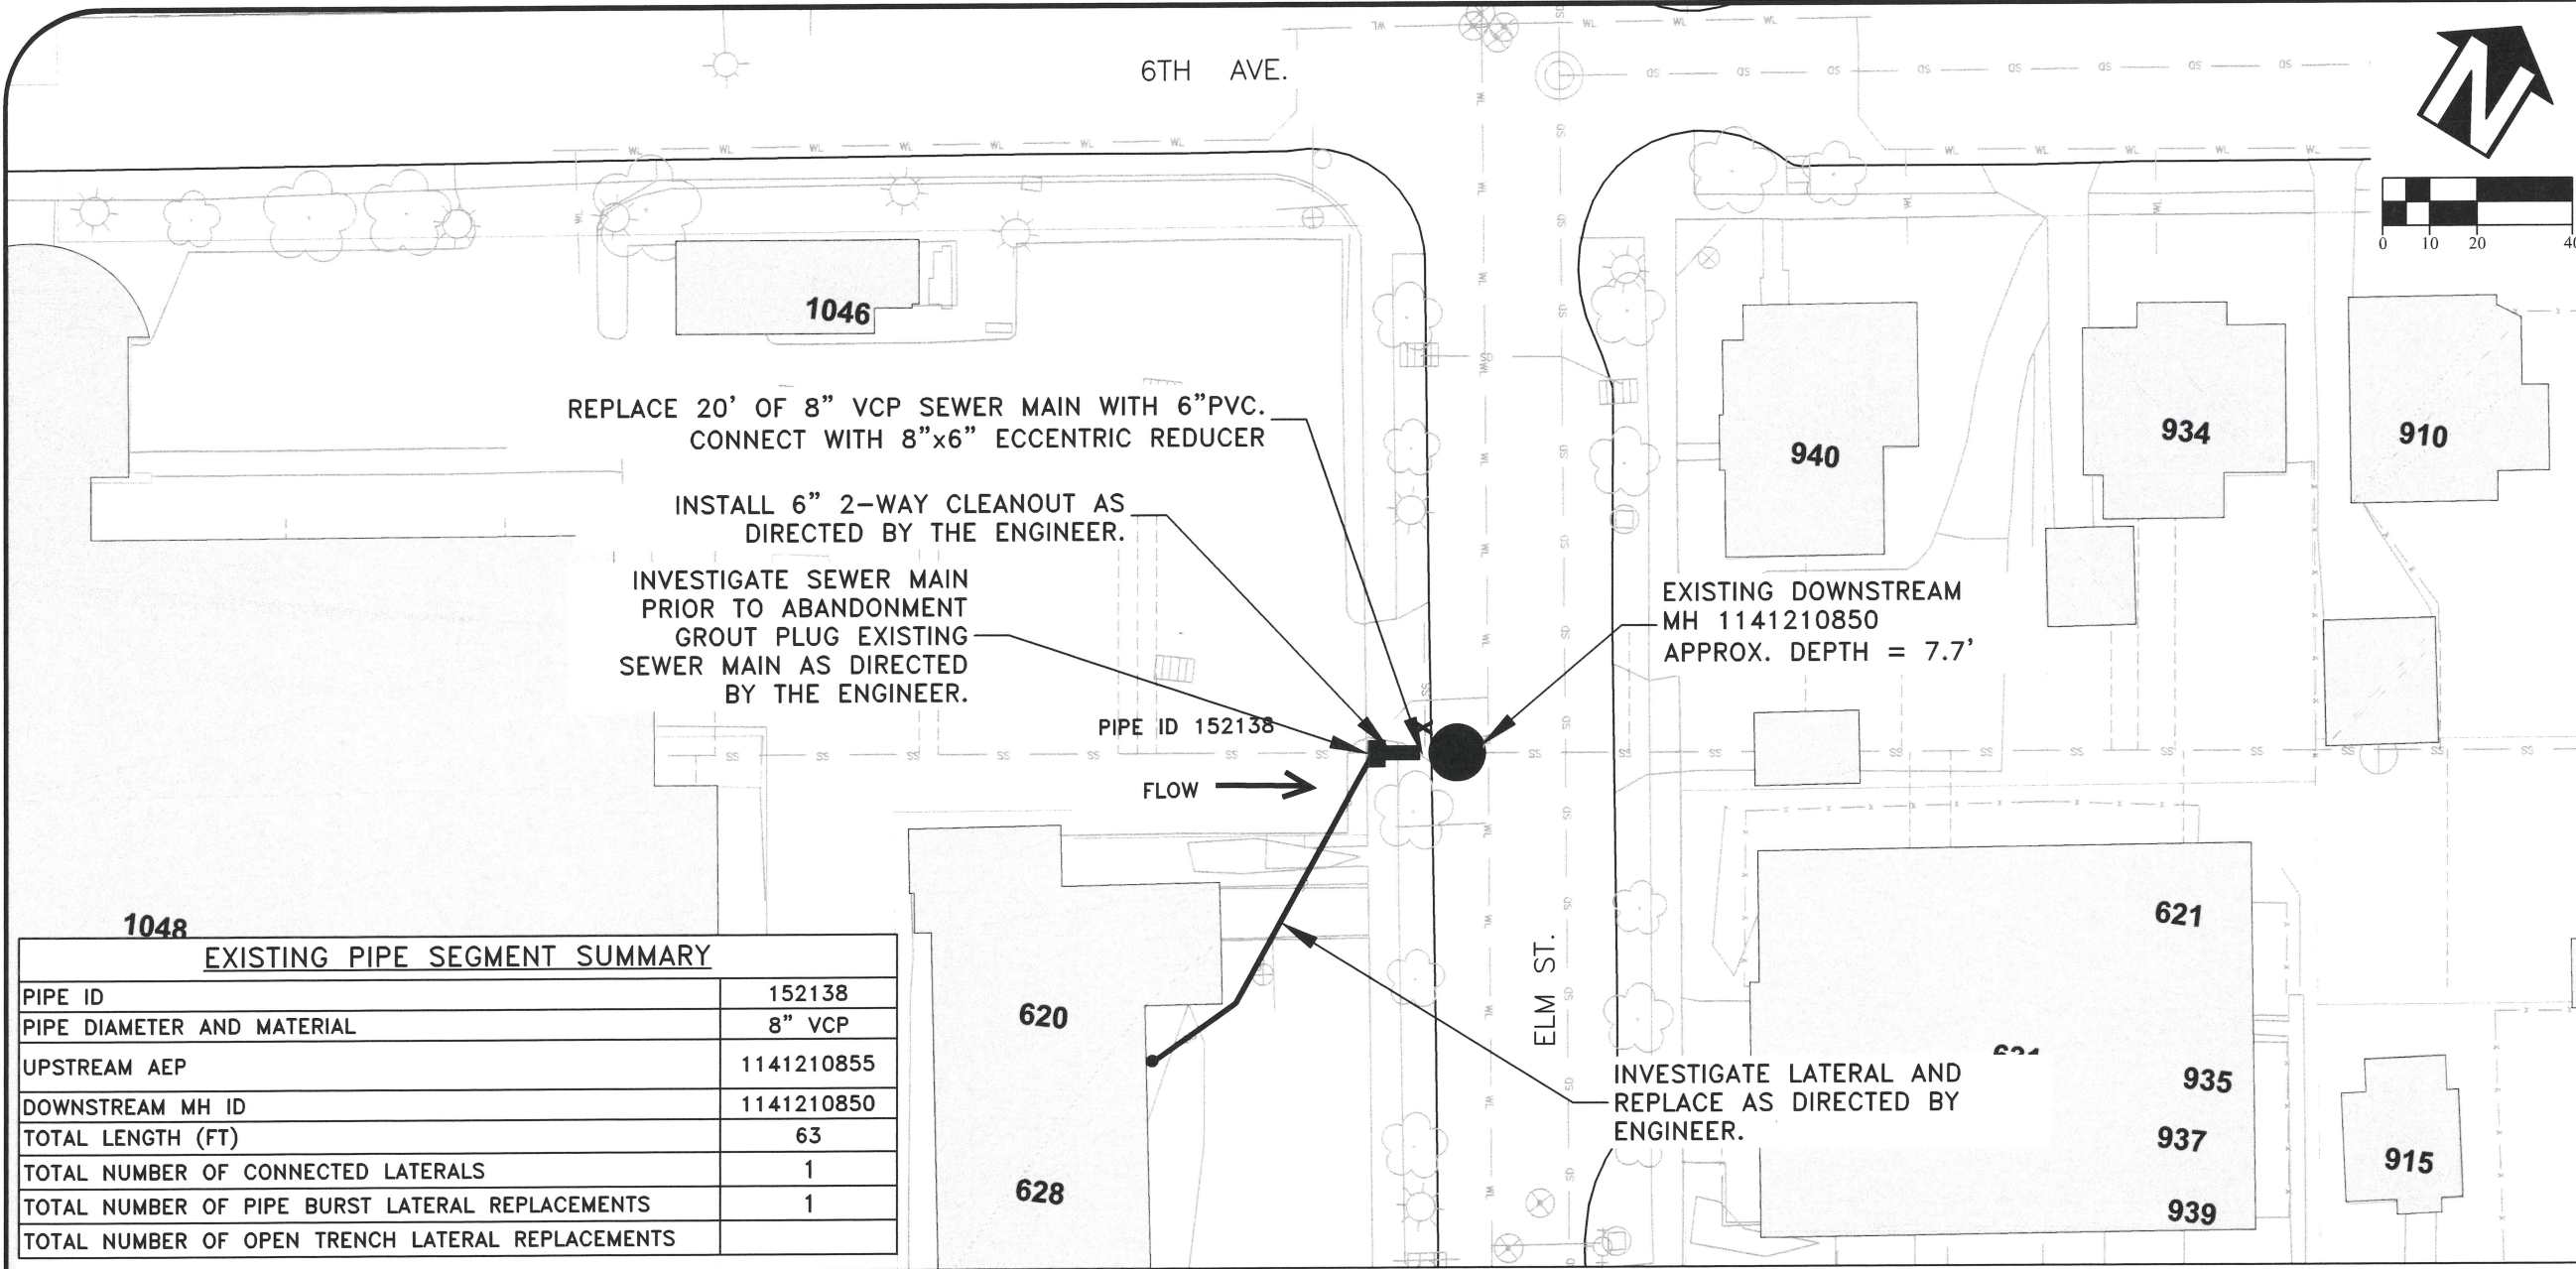 6TH AVE.
N
0 10 20 40
1046
REPLACE 20' OF 8" VCP SEWER MAIN WITH 6"PVC.
CONNECT WITH 8"x6" ECCENTRIC REDUCER
940
934
910
INSTALL 6" 2-WAY CLEANOUT AS
DIRECTED BY THE ENGINEER.
INVESTIGATE SEWER MAIN
PRIOR TO ABANDONMENT
GROUT PLUG EXISTING
SEWER MAIN AS DIRECTED
BY THE ENGINEER.
EXISTING DOWNSTREAM
MH 1141210850
APPROX. DEPTH = 7.7'
PIPE ID 152138
FLOW
1048
EXISTING PIPE SEGMENT SUMMARY
PIPE ID 152138
PIPE DIAMETER AND MATERIAL 8" VCP
UPSTREAM AEP 1141210855
DOWNSTREAM MH ID 1141210850
TOTAL LENGTH (FT) 63
TOTAL NUMBER OF CONNECTED LATERALS 1
TOTAL NUMBER OF PIPE BURST LATERAL REPLACEMENTS 1
TOTAL NUMBER OF OPEN TRENCH LATERAL REPLACEMENTS
620
628
ELM ST.
621
INVESTIGATE LATERAL AND
REPLACE AS DIRECTED BY
ENGINEER.
935
937
939
915
WL
SD
SS